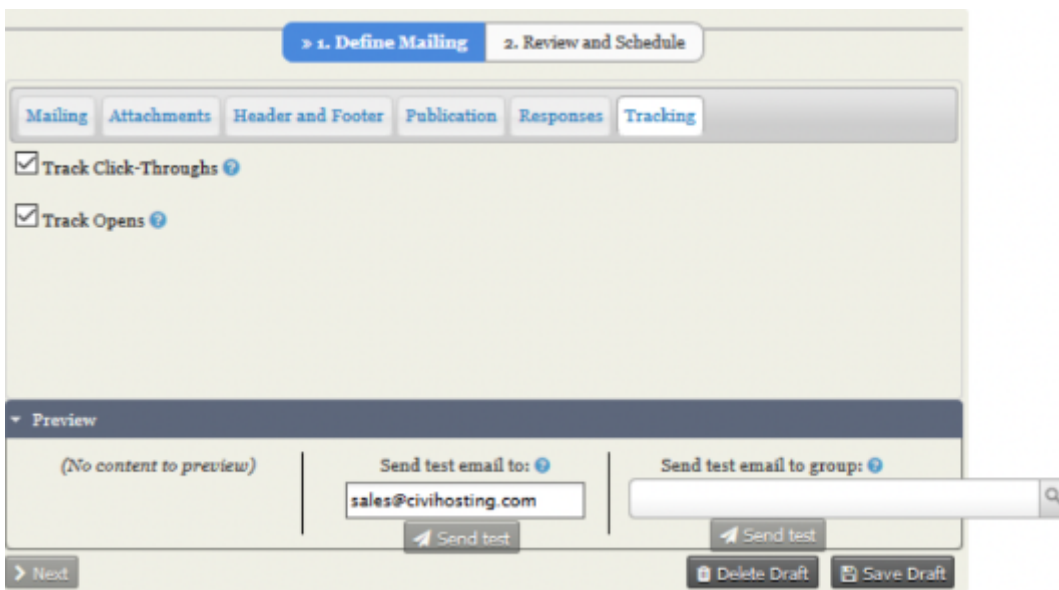 » 1. Define Mailing 2. Review and Schedule
Mailing Attachments Header and Footer Publication Responses Tracking
Track Click-Throughs ?
Track Opens ?
Preview
(No content to preview) Send test email to: ? Send test email to group: ?
sales@civihosting.com
Send test Send test
Next Delete Draft Save Draft